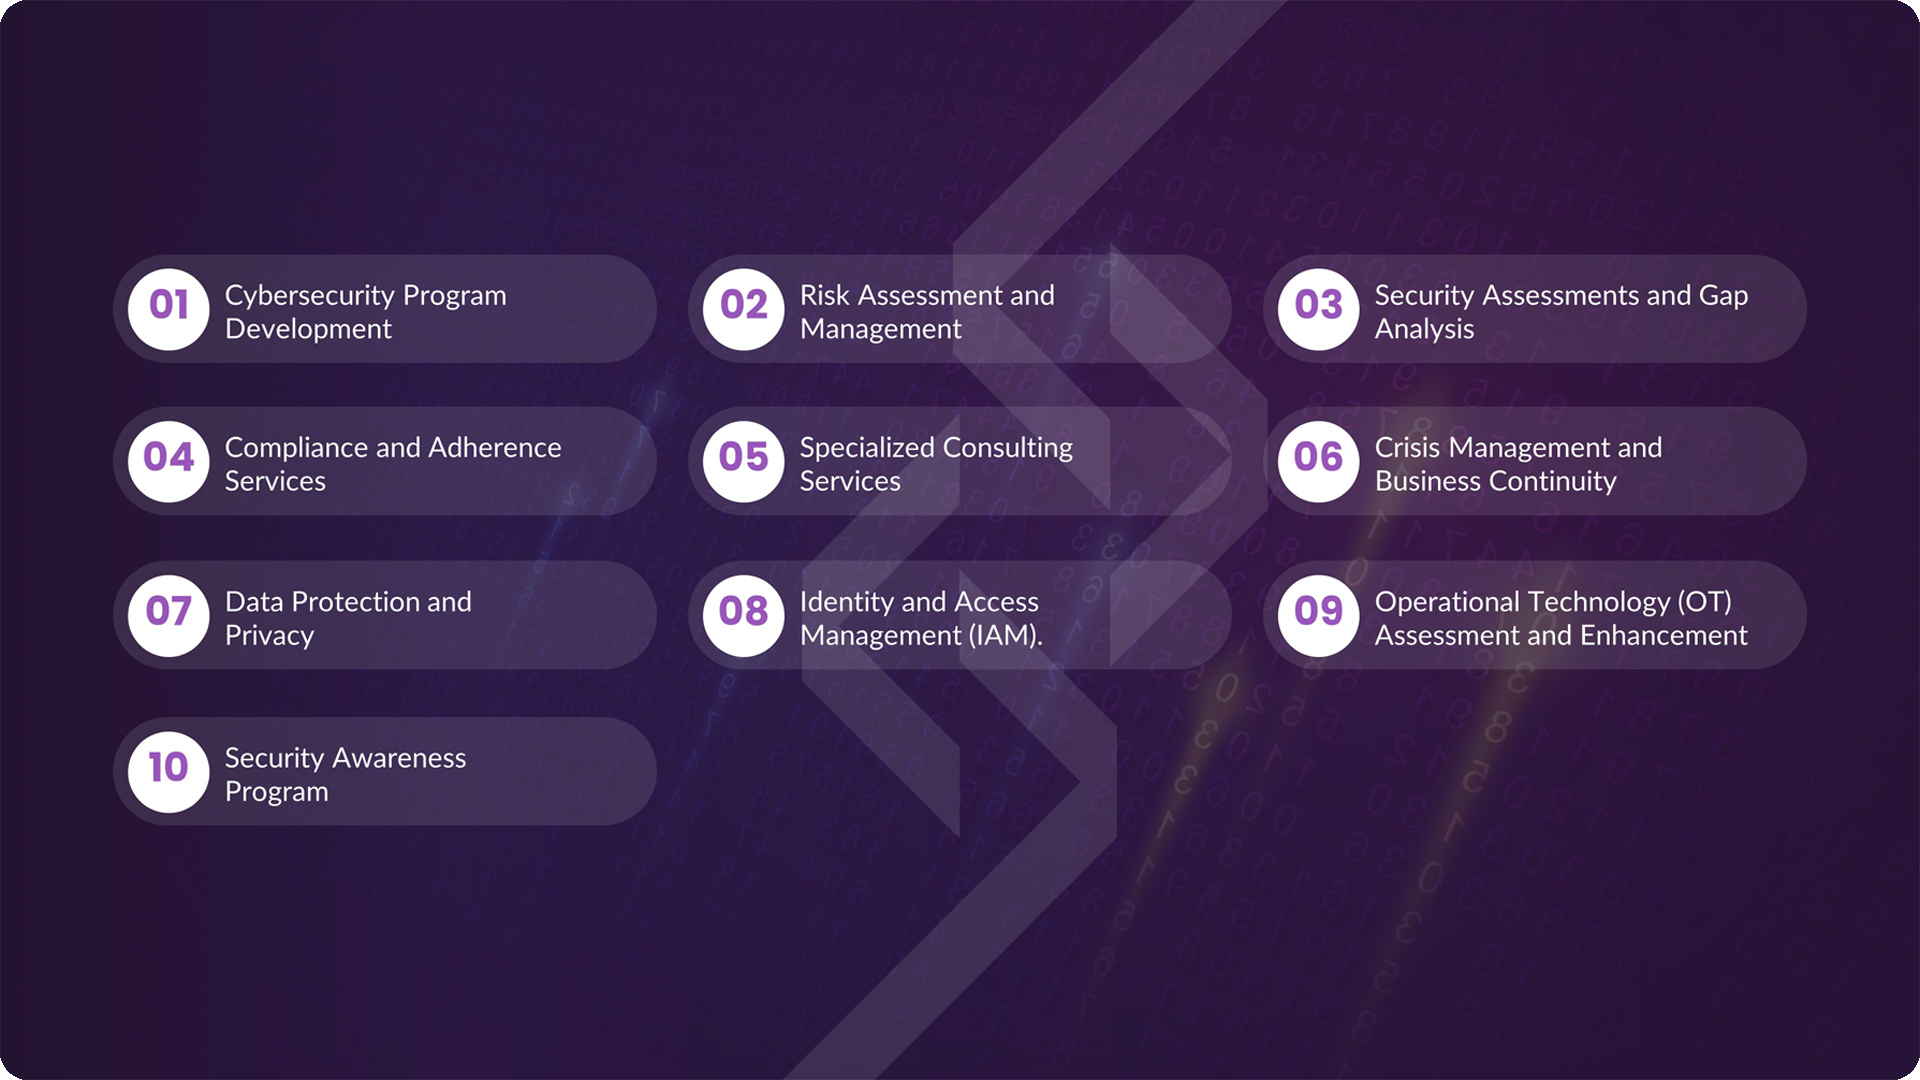 01
Cybersecurity Program
Development
02
Risk Assessment and
Management
03
Security Assessments and Gap
Analysis
04
Compliance and Adherence
Services
05
Specialized Consulting
Services
06
Crisis Management and
Business Continuity
07
Data Protection and
Privacy
08
Identity and Access
Management (IAM).
09
Operational Technology (OT)
Assessment and Enhancement
10
Security Awareness
Program